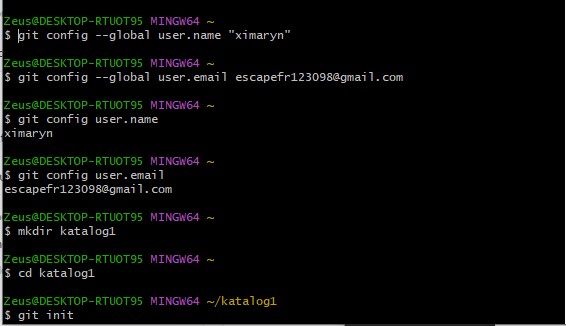 Zeus@DESKTOP-RTUOT95 MINGW64 ~
$ git config --global user.name "ximaryn"
Zeus@DESKTOP-RTUOT95 MINGW64 ~
$ git config --global user.email escapefr123098@gmail.com
Zeus@DESKTOP-RTUOT95 MINGW64 ~
$ git config user.name
ximaryn
Zeus@DESKTOP-RTUOT95 MINGW64 ~
$ git config user.email
escapefr123098@gmail.com
Zeus@DESKTOP-RTUOT95 MINGW64 ~
$ mkdir katalog1
Zeus@DESKTOP-RTUOT95 MINGW64 ~
$ cd katalog1
Zeus@DESKTOP-RTUOT95 MINGW64 ~/katalog1
$ git init